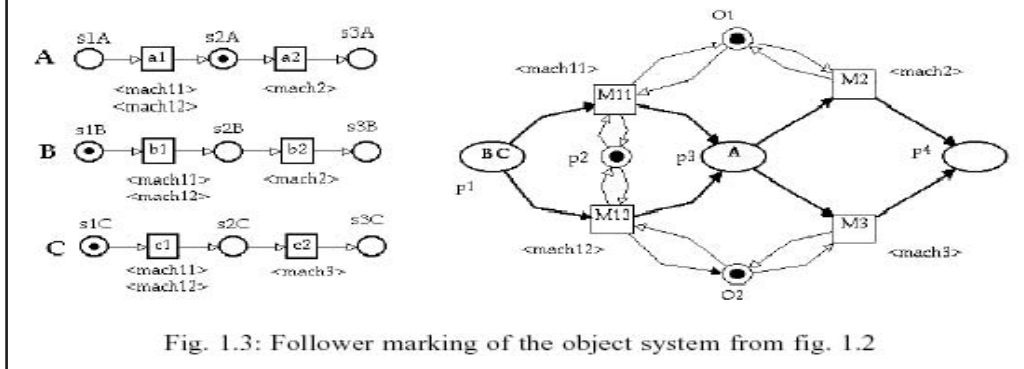 A s1A a1 s2A a2 s3A
<mach11> <mach2>
<mach12>
B s1B b1 s2B b2 s3B
<mach11> <mach2>
<mach12>
C s1C c1 s2C c2 s3C
<mach11> <mach3>
<mach12>
O1
<mach11> <mach2>
M11 M2
B C p2 p3 A p4
p1
M13 M3
<mach12> <mach3>
O2
Fig. 1.3: Follower marking of the object system from fig. 1.2